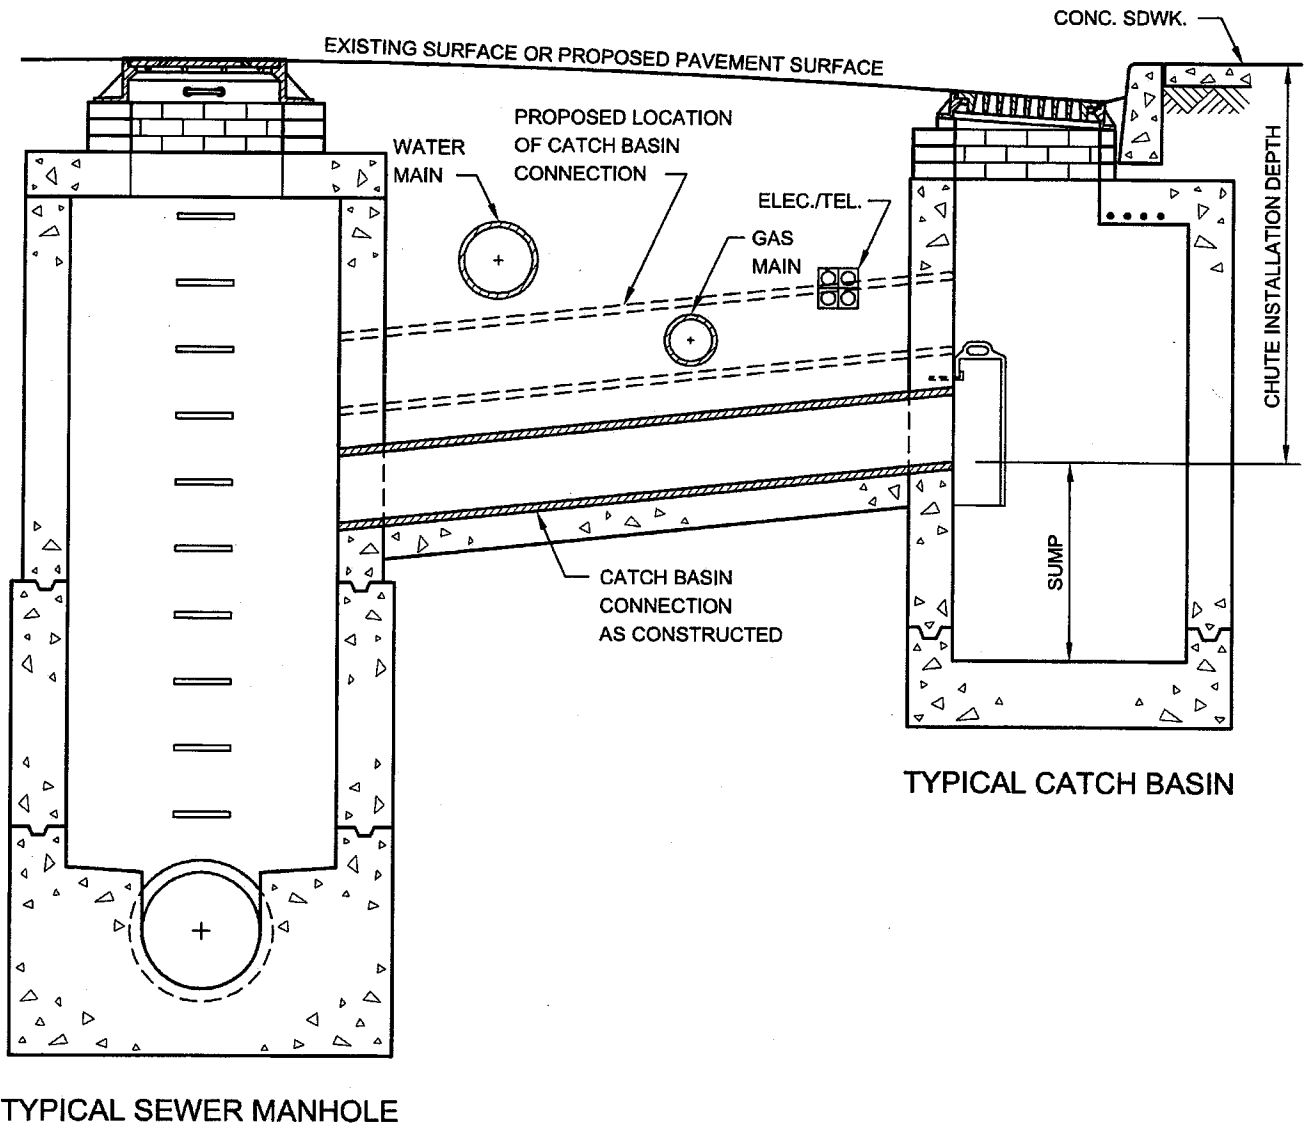 CONC. SDWK.
EXISTING SURFACE OR PROPOSED PAVEMENT SURFACE
PROPOSED LOCATION
OF CATCH BASIN
CONNECTION
WATER
MAIN
ELEC./TEL.
GAS
MAIN
CHUTE INSTALLATION DEPTH
SUMP
CATCH BASIN
CONNECTION
AS CONSTRUCTED
TYPICAL CATCH BASIN
TYPICAL SEWER MANHOLE